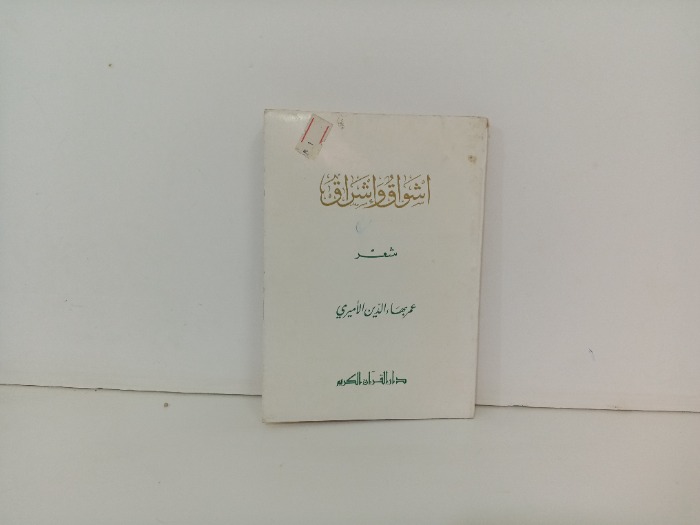 أشواق وإشراق
شعر
عمر بهاء الدين الأميري
دار القرآن الكريم